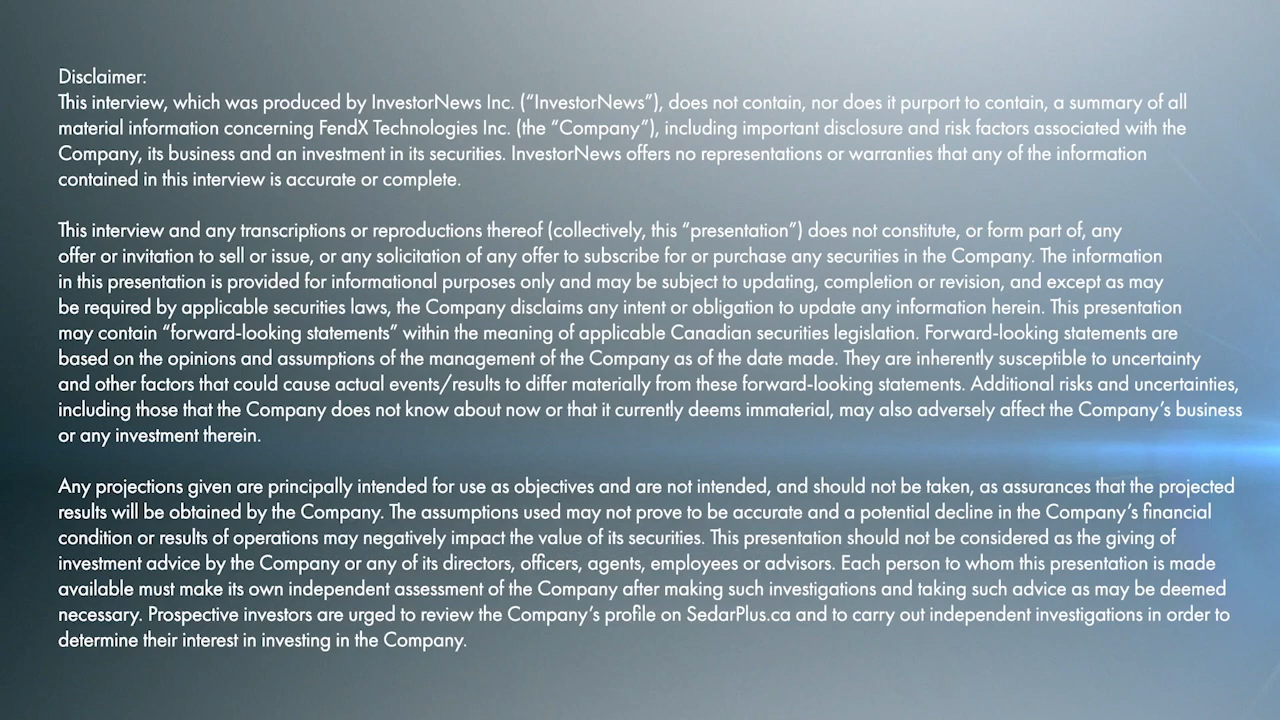 Disclaimer:
This interview, which was produced by InvestorNews Inc. (“InvestorNews”), does not contain, nor does it purport to contain, a summary of all
material information concerning FendX Technologies Inc. (the “Company”), including important disclosure and risk factors associated with the
Company, its business and an investment in its securities. InvestorNews offers no representations or warranties that any of the information
contained in this interview is accurate or complete.
This interview and any transcriptions or reproductions thereof (collectively, this “presentation”) does not constitute, or form part of, any
offer or invitation to sell or issue, or any solicitation of any offer to subscribe for or purchase any securities in the Company. The information
in this presentation is provided for informational purposes only and may be subject to updating, completion or revision, and except as may
be required by applicable securities laws, the Company disclaims any intent or obligation to update any information herein. This presentation
may contain “forward-looking statements” within the meaning of applicable Canadian securities legislation. Forward-looking statements are
based on the opinions and assumptions of the management of the Company as of the date made. They are inherently susceptible to uncertainty
and other factors that could cause actual events/results to differ materially from these forward-looking statements. Additional risks and uncertainties,
including those that the Company does not know about now or that it currently deems immaterial, may also adversely affect the Company’s business
or any investment therein.
Any projections given are principally intended for use as objectives and are not intended, and should not be taken, as assurances that the projected
results will be obtained by the Company. The assumptions used may not prove to be accurate and a potential decline in the Company’s financial
condition or results of operations may negatively impact the value of its securities. This presentation should not be considered as the giving of
investment advice by the Company or any of its directors, officers, agents, employees or advisors. Each person to whom this presentation is made
available must make its own independent assessment of the Company after making such investigations and taking such advice as may be deemed
necessary. Prospective investors are urged to review the Company’s profile on SedarPlus.ca and to carry out independent investigations in order to
determine their interest in investing in the Company.